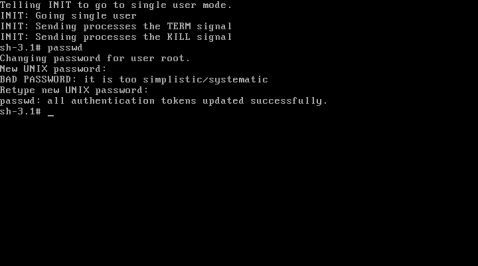 Telling INIT to go to single user mode.
INIT: Going single user
INIT: Sending processes the TERM signal
INIT: Sending processes the KILL signal
sh-3.1# passwd
Changing password for user root.
New UNIX password:
BAD PASSWORD: it is too simplistic/systematic
Retype new UNIX password:
passwd: all authentication tokens updated successfully.
sh-3.1# _